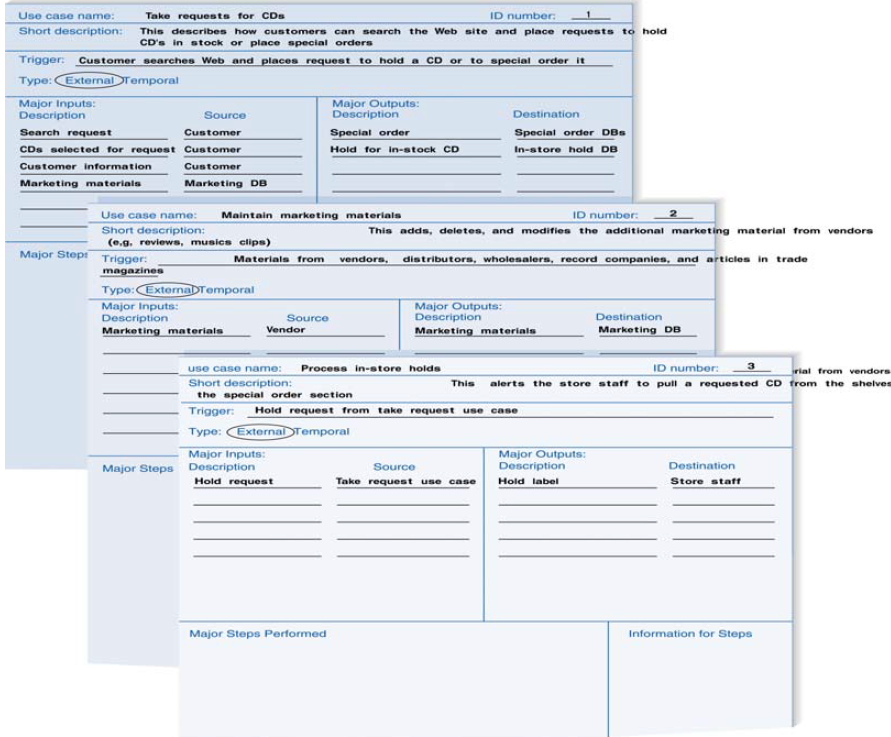 Use case name: Take requests for CDs ID number: 1
Short description: This describes how customers can search the Web site and place requests to hold
CD's in stock or place special orders
Trigger: Customer searches Web and places request to hold a CD or to special order it
Type: External Temporal
Major Inputs: Major Outputs:
Description Source Description Destination
Search request Customer Special order Special order DBs
CDs selected for request Customer Hold for in-stock CD In-store hold DB
Customer information Customer
Marketing materials Marketing DB
Major Steps
Use case name: Maintain marketing materials ID number: 2
Short description: This adds, deletes, and modifies the additional marketing material from vendors
(e,g, reviews, musics clips)
Trigger: Materials from vendors, distributors, wholesalers, record companies, and articles in trade
magazines
Type: External Temporal
Major Inputs: Major Outputs:
Description Source Description Destination
Marketing materials Vendor Marketing materials Marketing DB
Major Steps
use case name: Process in-store holds ID number: 3
rial from vendors
Short description: This alerts the store staff to pull a requested CD from the shelves
the special order section
Trigger: Hold request from take request use case
Type: External Temporal
Major Inputs: Major Outputs:
Description Source Description Destination
Hold request Take request use case Hold label Store staff
Major Steps Performed Information for Steps